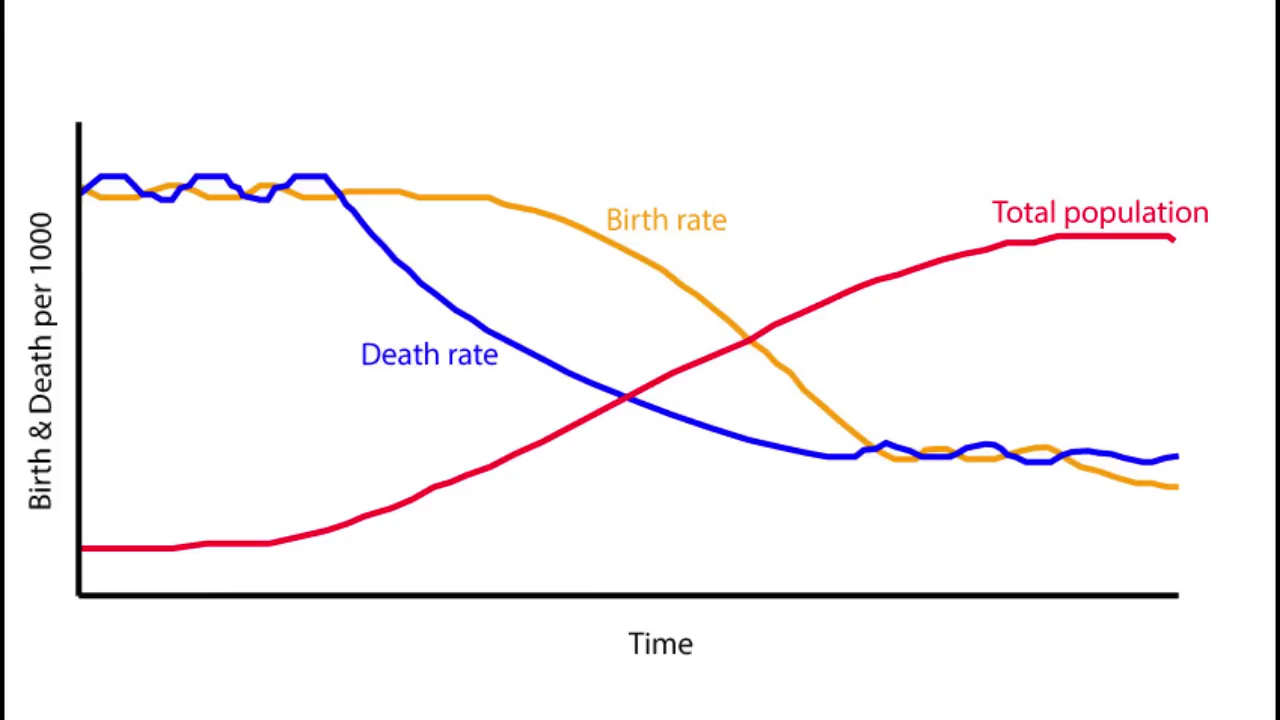 Total population
Birth rate
Death rate
Birth & Death per 1000
Time